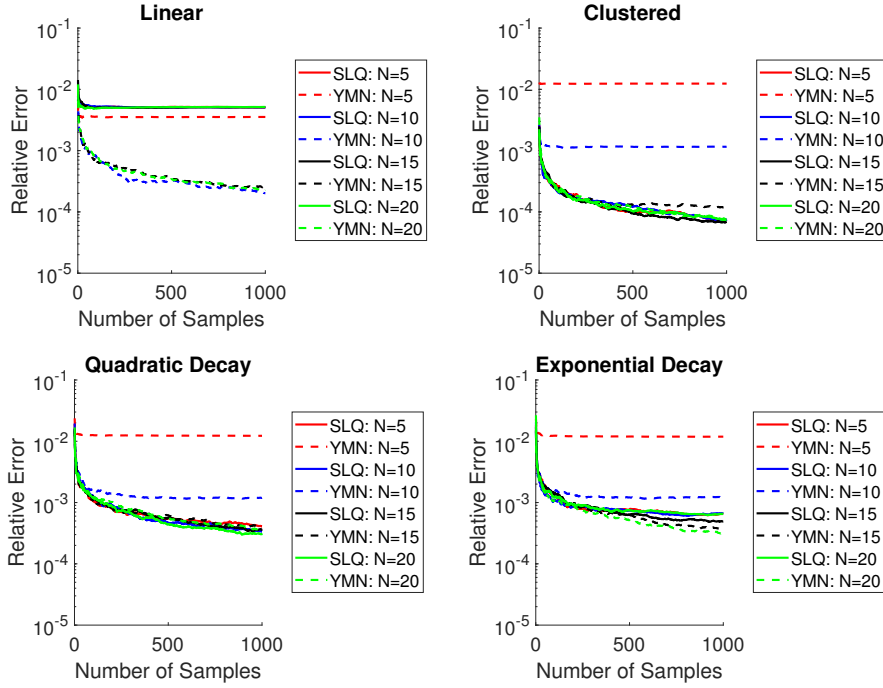 Linear
10^-1
10^-2
10^-3
10^-4
10^-5
Relative Error
0 500 1000
Number of Samples
SLQ: N=5
YMN: N=5
SLQ: N=10
YMN: N=10
SLQ: N=15
YMN: N=15
SLQ: N=20
YMN: N=20
Clustered
10^-1
10^-2
10^-3
10^-4
10^-5
Relative Error
0 500 1000
Number of Samples
SLQ: N=5
YMN: N=5
SLQ: N=10
YMN: N=10
SLQ: N=15
YMN: N=15
SLQ: N=20
YMN: N=20
Quadratic Decay
10^-1
10^-2
10^-3
10^-4
10^-5
Relative Error
0 500 1000
Number of Samples
SLQ: N=5
YMN: N=5
SLQ: N=10
YMN: N=10
SLQ: N=15
YMN: N=15
SLQ: N=20
YMN: N=20
Exponential Decay
10^-1
10^-2
10^-3
10^-4
10^-5
Relative Error
0 500 1000
Number of Samples
SLQ: N=5
YMN: N=5
SLQ: N=10
YMN: N=10
SLQ: N=15
YMN: N=15
SLQ: N=20
YMN: N=20